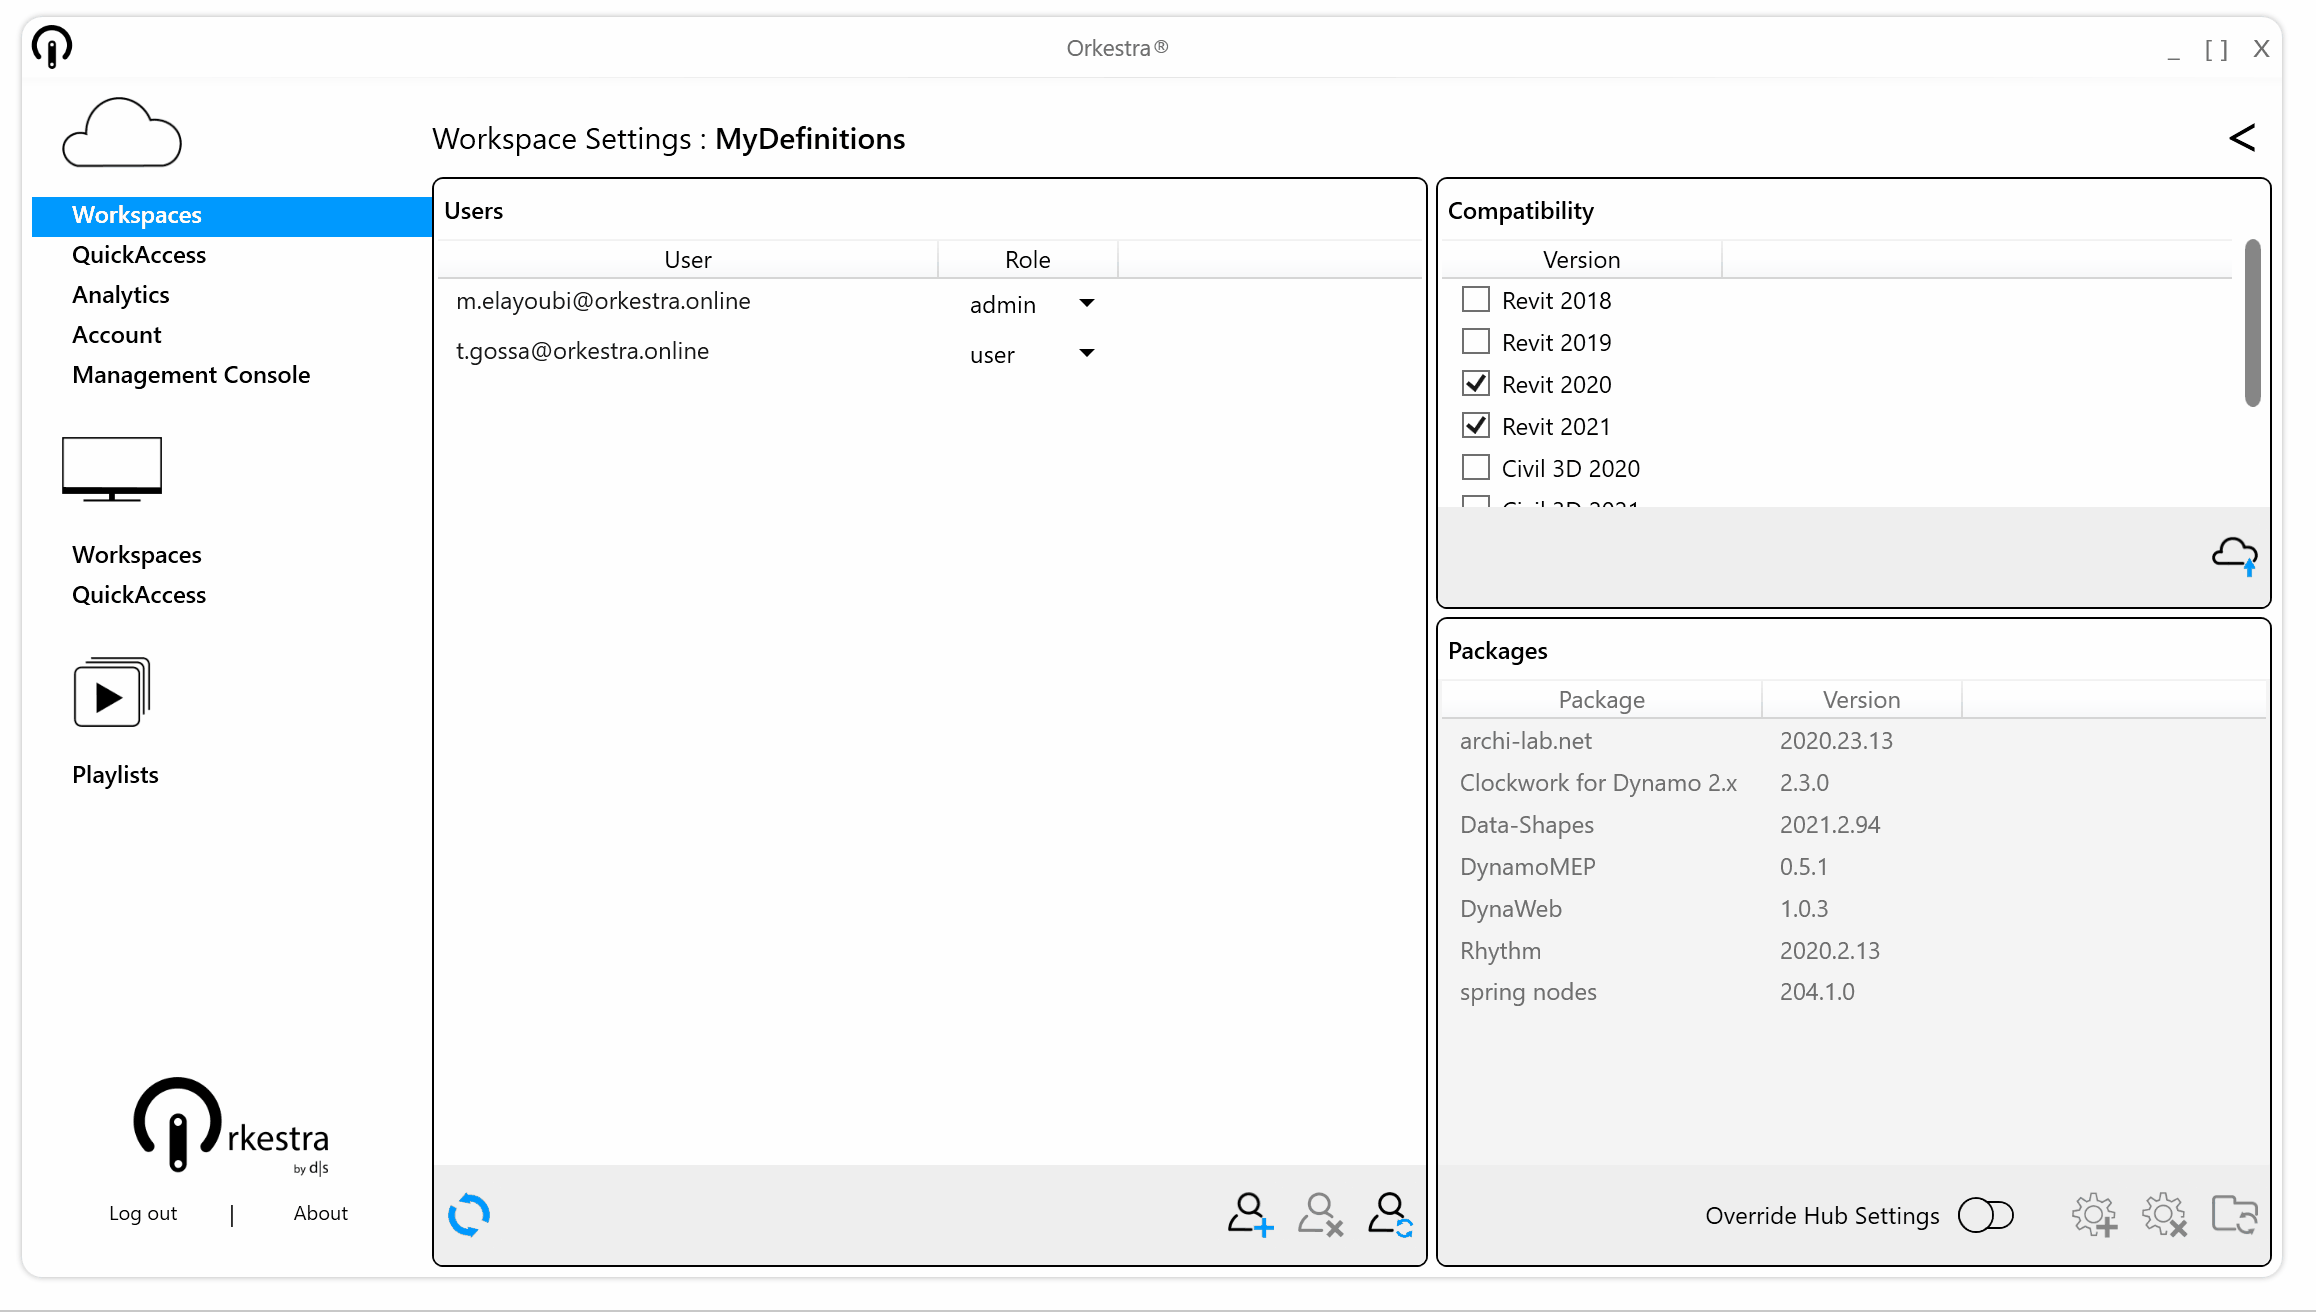 Orkestra®
_ [ ] X
Workspace Settings : MyDefinitions
<
Workspaces
QuickAccess
Analytics
Account
Management Console
Workspaces
QuickAccess
Playlists
rkestra
by d|s
Log out | About
Users
User Role
m.elayoubi@orkestra.online admin
t.gossa@orkestra.online user
Compatibility
Version
Revit 2018
Revit 2019
Revit 2020
Revit 2021
Civil 3D 2020
Civil 3D 2021
Packages
Package Version
archi-lab.net 2020.23.13
Clockwork for Dynamo 2.x 2.3.0
Data-Shapes 2021.2.94
DynamoMEP 0.5.1
DynaWeb 1.0.3
Rhythm 2020.2.13
spring nodes 204.1.0
Override Hub Settings